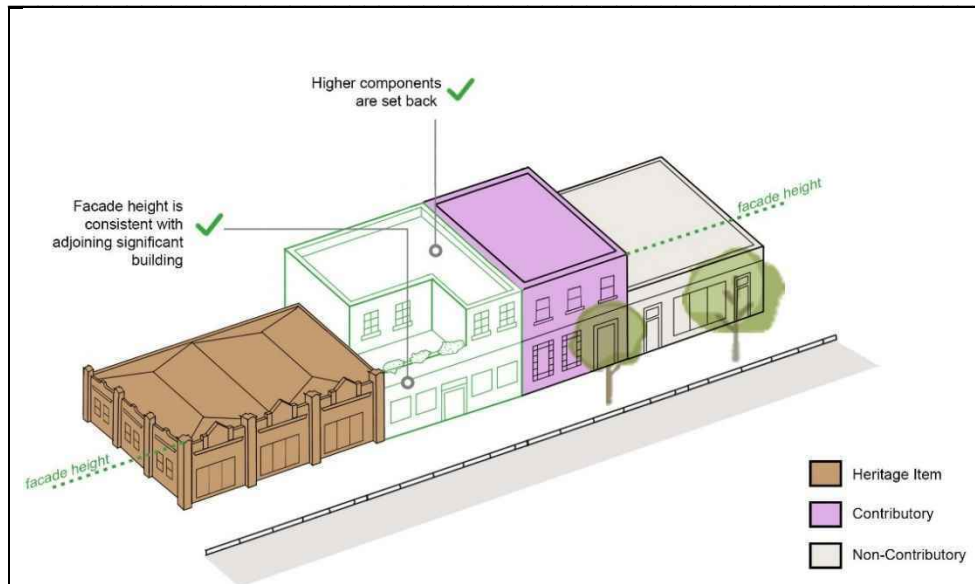 Higher components
are set back
Facade height is
consistent with
adjoining significant
building
facade height
facade height
Heritage Item
Contributory
Non-Contributory